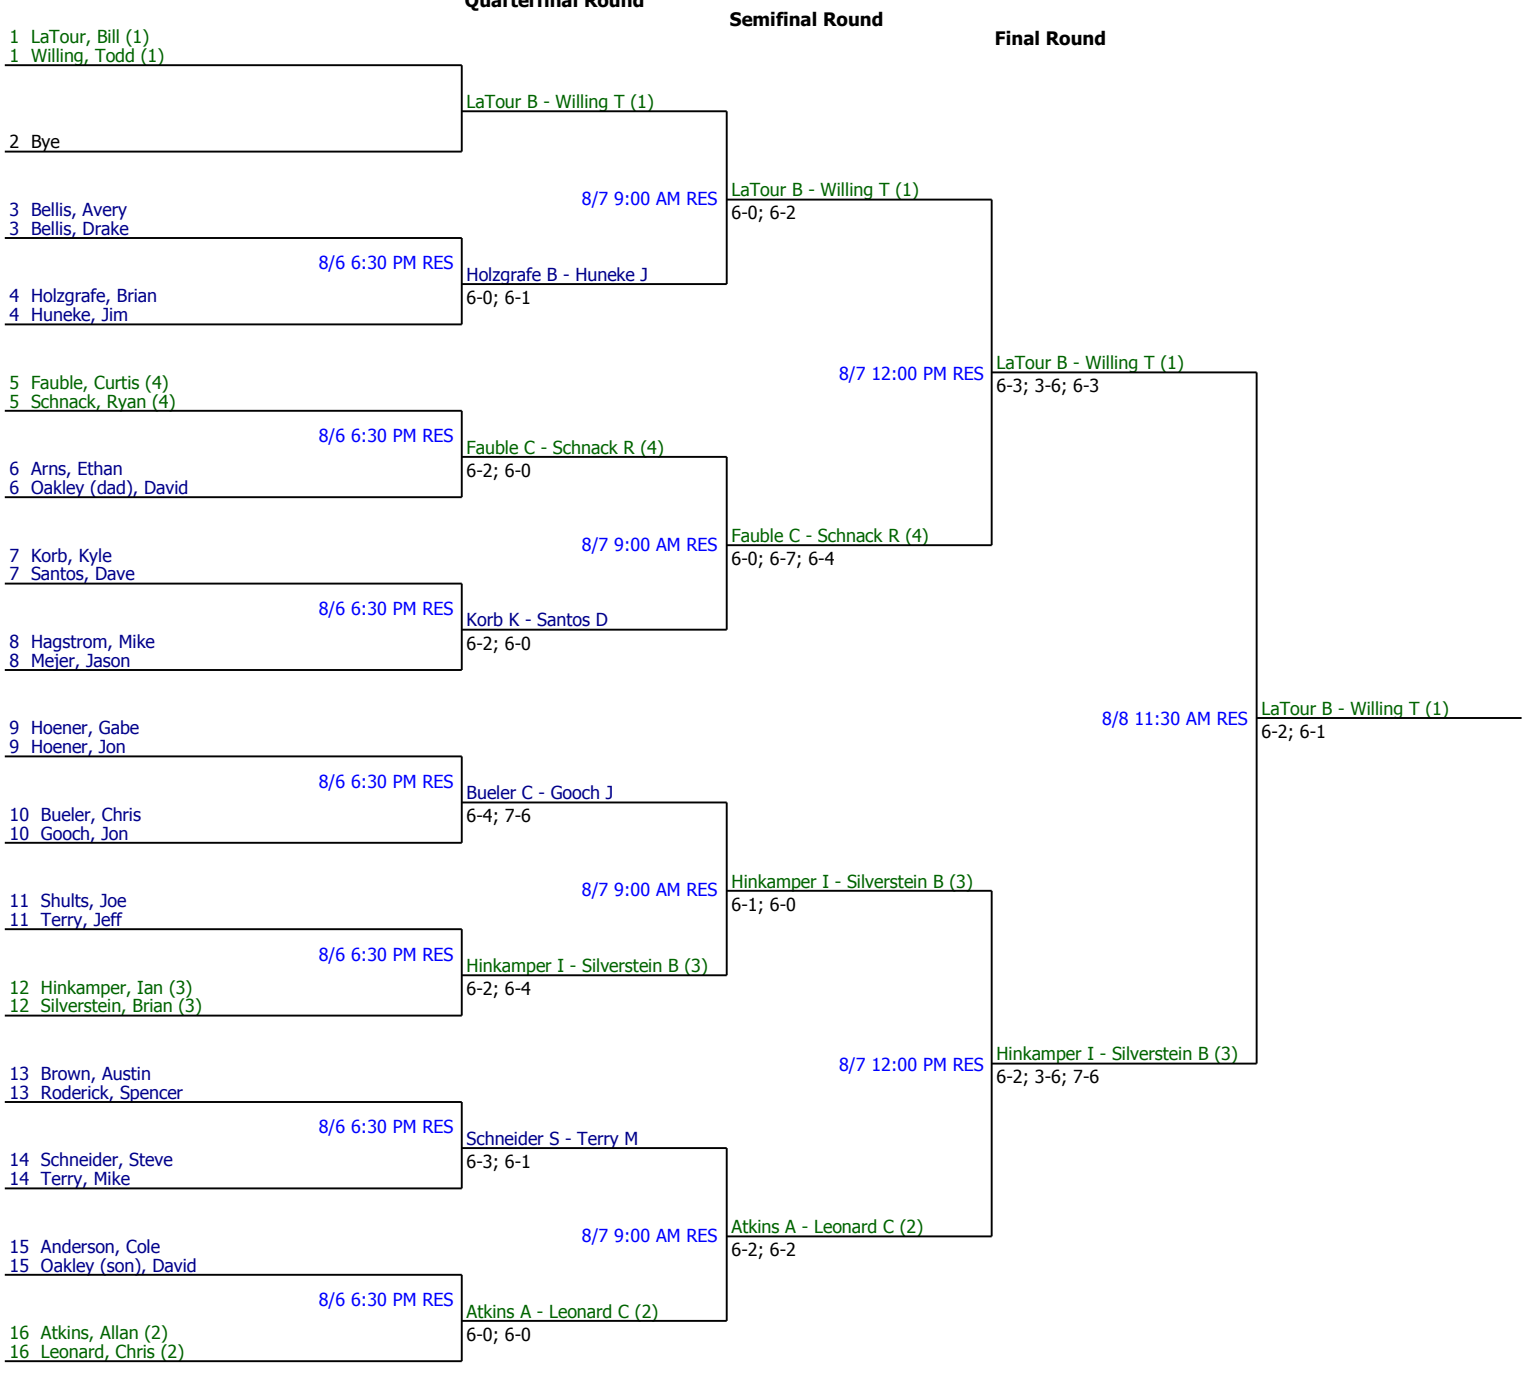 Quarterfinal Round
Semifinal Round
Final Round
1 LaTour, Bill (1)
1 Willing, Todd (1)
LaTour B - Willing T (1)
2 Bye
8/7 9:00 AM RES
LaTour B - Willing T (1)
6-0; 6-2
3 Bellis, Avery
3 Bellis, Drake
8/6 6:30 PM RES
Holzgrafe B - Huneke J
6-0; 6-1
4 Holzgrafe, Brian
4 Huneke, Jim
8/7 12:00 PM RES
LaTour B - Willing T (1)
6-3; 3-6; 6-3
5 Fauble, Curtis (4)
5 Schnack, Ryan (4)
8/6 6:30 PM RES
Fauble C - Schnack R (4)
6-2; 6-0
6 Arns, Ethan
6 Oakley (dad), David
8/7 9:00 AM RES
Fauble C - Schnack R (4)
6-0; 6-7; 6-4
7 Korb, Kyle
7 Santos, Dave
8/6 6:30 PM RES
Korb K - Santos D
6-2; 6-0
8 Hagstrom, Mike
8 Mejer, Jason
8/8 11:30 AM RES
LaTour B - Willing T (1)
6-2; 6-1
9 Hoener, Gabe
9 Hoener, Jon
8/6 6:30 PM RES
Bueler C - Gooch J
6-4; 7-6
10 Bueler, Chris
10 Gooch, Jon
8/7 9:00 AM RES
Hinkamper I - Silverstein B (3)
6-1; 6-0
11 Shults, Joe
11 Terry, Jeff
8/6 6:30 PM RES
Hinkamper I - Silverstein B (3)
6-2; 6-4
12 Hinkamper, Ian (3)
12 Silverstein, Brian (3)
8/7 12:00 PM RES
Hinkamper I - Silverstein B (3)
6-2; 3-6; 7-6
13 Brown, Austin
13 Roderick, Spencer
8/6 6:30 PM RES
Schneider S - Terry M
6-3; 6-1
14 Schneider, Steve
14 Terry, Mike
8/7 9:00 AM RES
Atkins A - Leonard C (2)
6-2; 6-2
15 Anderson, Cole
15 Oakley (son), David
8/6 6:30 PM RES
Atkins A - Leonard C (2)
6-0; 6-0
16 Atkins, Allan (2)
16 Leonard, Chris (2)